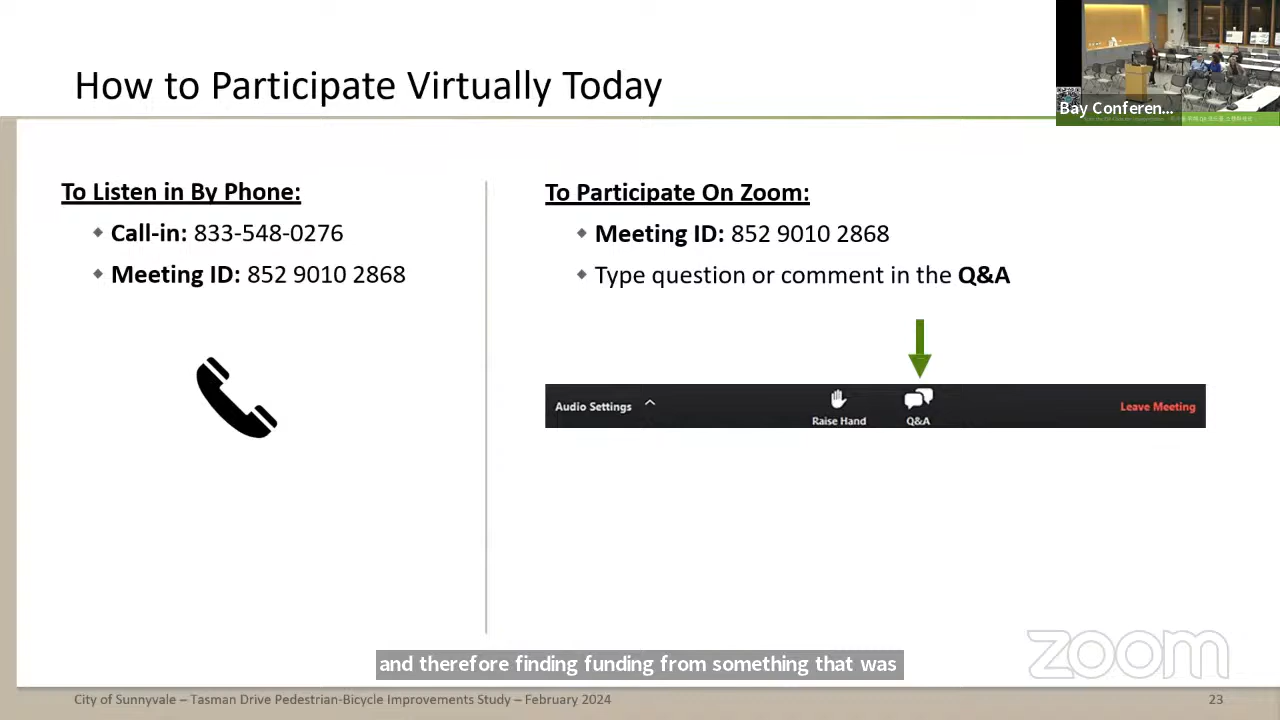 How to Participate Virtually Today
Bay Conferen...
To Listen in By Phone:
Call-in: 833-548-0276
Meeting ID: 852 9010 2868
To Participate On Zoom:
Meeting ID: 852 9010 2868
Type question or comment in the Q&A
Audio Settings
Raise Hand
Q&A
Leave Meeting
zoom
and therefore finding funding from something that was
City of Sunnyvale – Tasman Drive Pedestrian-Bicycle Improvements Study – February 2024
23